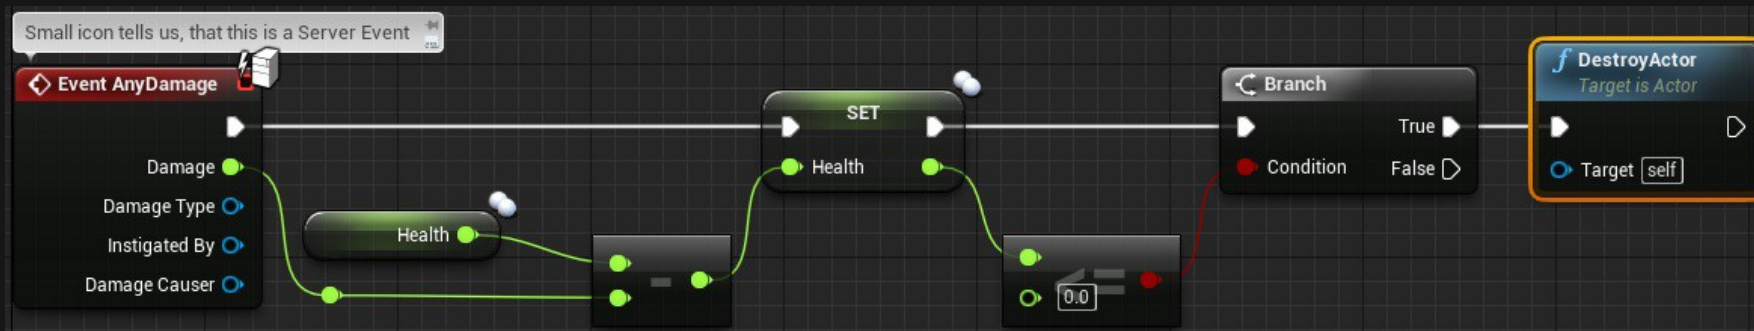 Small icon tells us, that this is a Server Event
Event AnyDamage
Damage
Damage Type
Instigated By
Damage Causer
Health
-
SET
Health
<=
0.0
Branch
True
Condition
False
f DestroyActor
Target is Actor
Target self